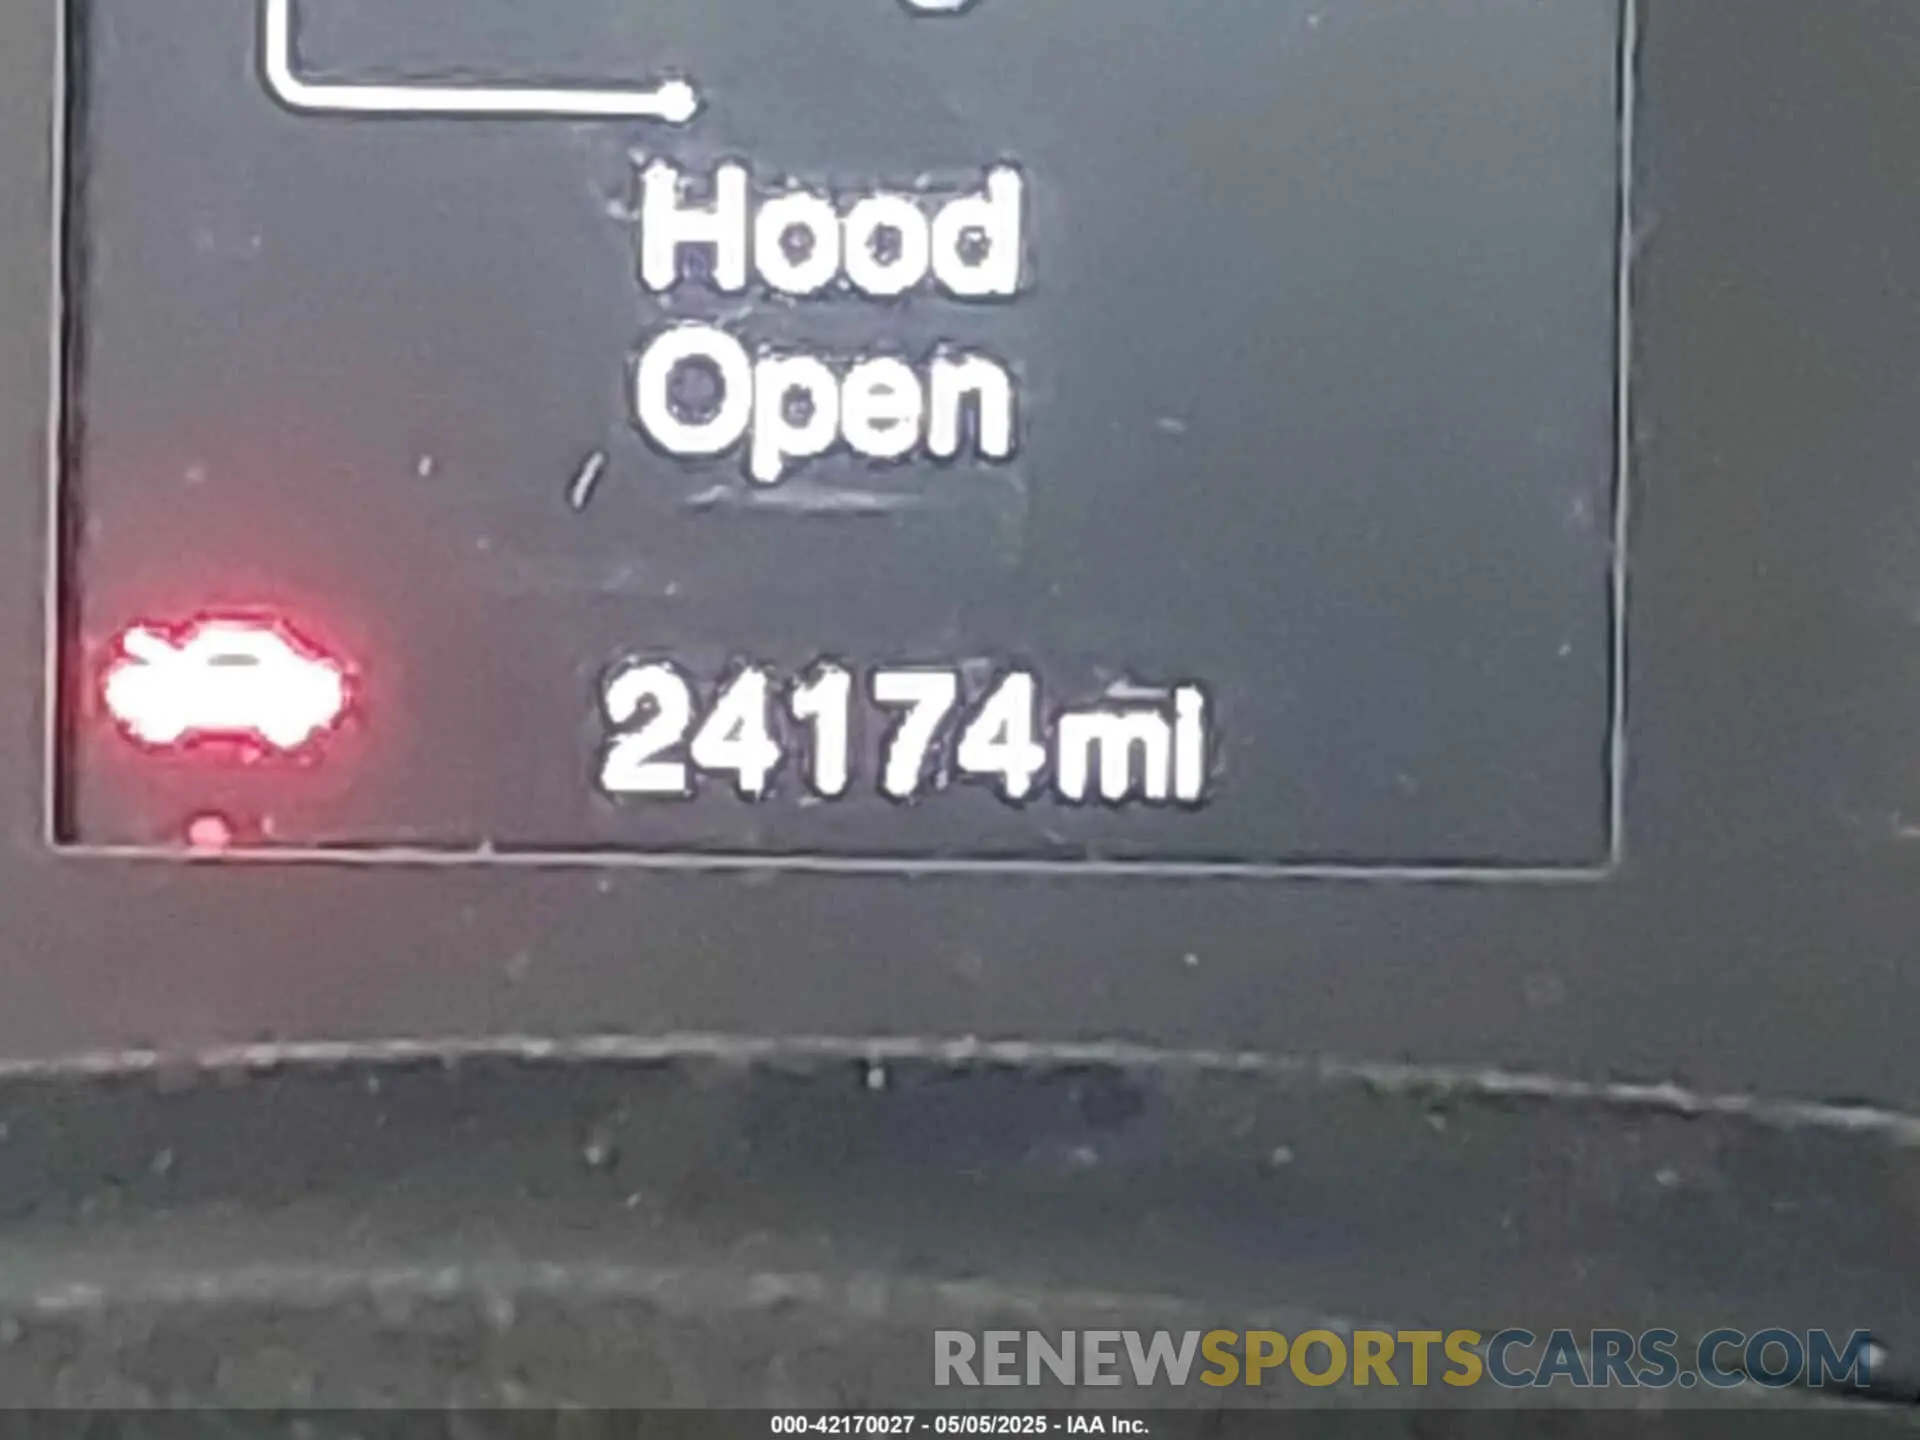 Hood
Open
24174mi
RENEWSPORTSCARS.COM
000-42170027 - 05/05/2025 - IAA Inc.